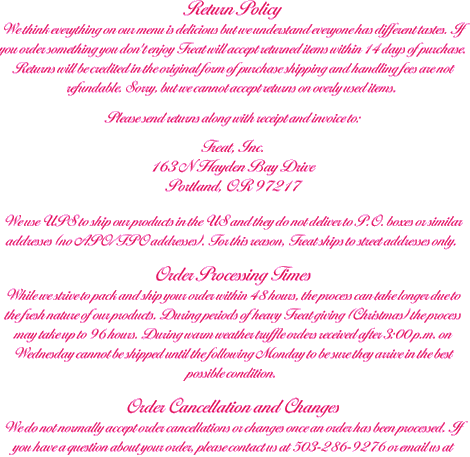 Return Policy
We think everything on our menu is delicious but we understand everyone has different tastes. If
you order something you don't enjoy Treat will accept returned items within 14 days of purchase.
Returns will be credited in the original form of purchase shipping and handling fees are not
refundable. Sorry, but we cannot accept returns on overly used items.
Please send returns along with receipt and invoice to:
Treat, Inc.
163 N Hayden Bay Drive
Portland, OR 97217
We use UPS to ship our products in the US and they do not deliver to P.O. boxes or similar
addresses (no APO/FPO addresses). For this reason, Treat ships to street addresses only.
Order Processing Times
While we strive to pack and ship your order within 48 hours, the process can take longer due to
the fresh nature of our products. During periods of heavy Treat giving (Christmas) the process
may take up to 96 hours. During warm weather truffle orders received after 3:00 p.m. on
Wednesday cannot be shipped until the following Monday to be sure they arrive in the best
possible condition.
Order Cancellation and Changes
We do not normally accept order cancellations or changes once an order has been processed. If
you have a question about your order, please contact us at 503-286-9276 or email us at